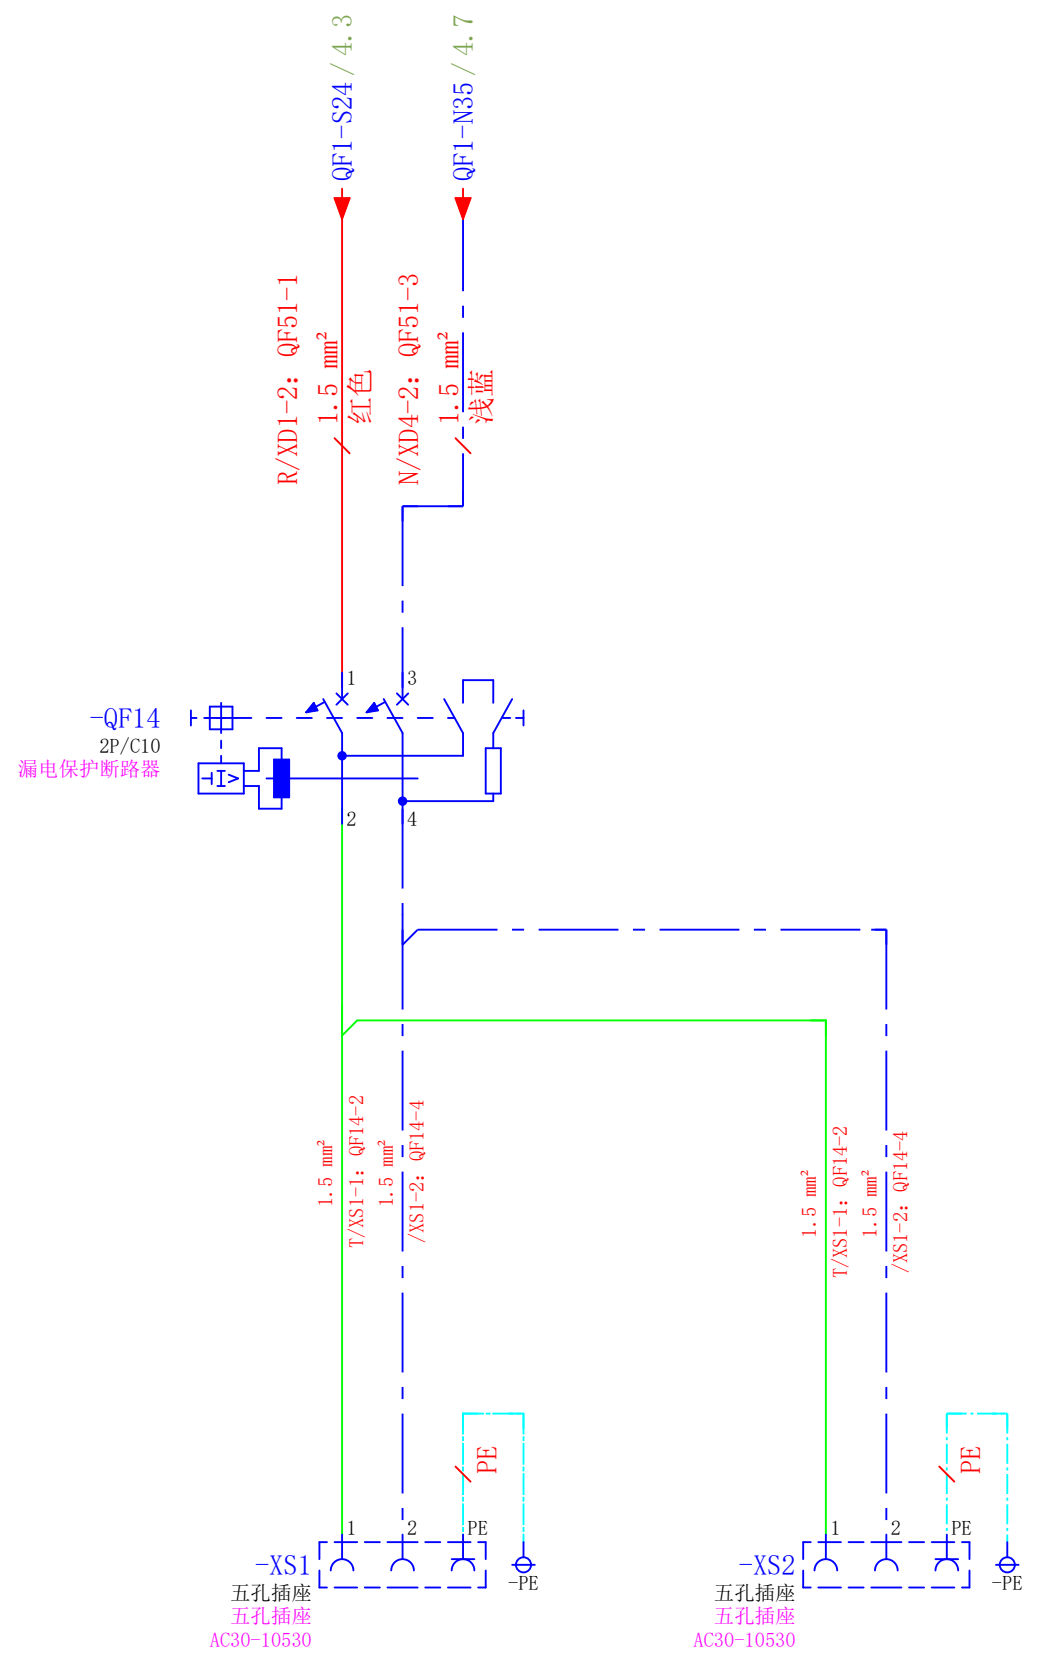 QF1-S24/4.3
QF1-N35/4.7
R/XD1-2: QF51-1
1.5 mm²
红色
N/XD4-2: QF51-3
1.5 mm²
浅蓝
1
3
-QF14
2P/C10
漏电保护断路器
I>
2
4
1.5 mm²
T/XS1-1: QF14-2
1.5 mm²
/XS1-2: QF14-4
1.5 mm²
T/XS1-1: QF14-2
1.5 mm²
/XS1-2: QF14-4
PE
PE
1
2
PE
1
2
PE
-XS1
五孔插座
五孔插座
AC30-10530
-PE
-XS2
五孔插座
五孔插座
AC30-10530
-PE